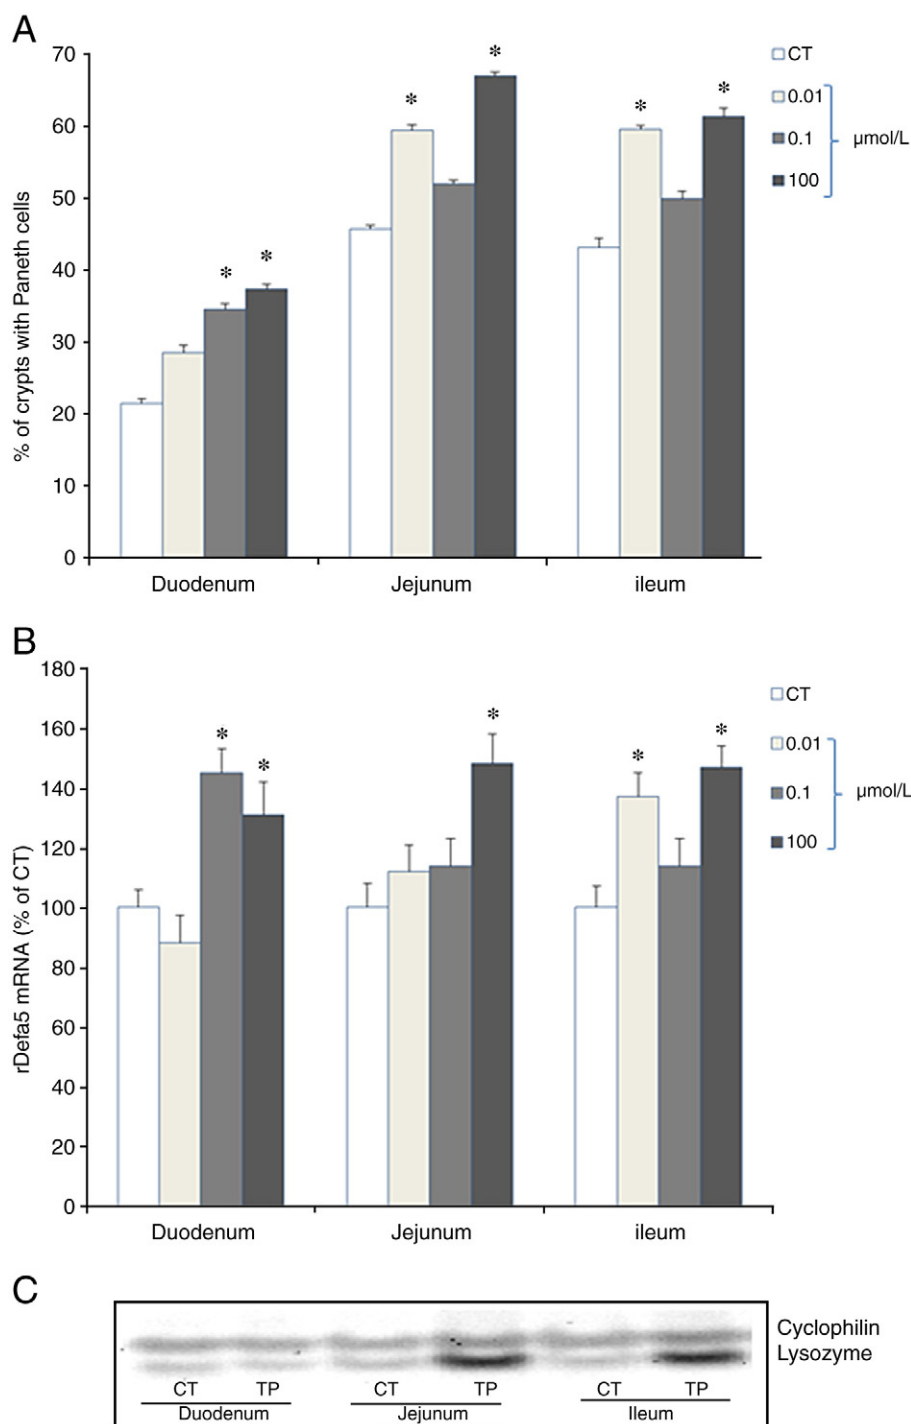 A
70
60
50
40
30
20
10
0
% of crypts with Paneth cells
* * * * * *
CT
0.01
0.1
100
µmol/L
Duodenum Jejunum ileum
B
180
160
140
120
100
80
60
40
20
0
rDefa5 mRNA (% of CT)
* * * * *
CT
0.01
0.1
100
µmol/L
Duodenum Jejunum ileum
C
Cyclophilin
Lysozyme
CT TP CT TP CT TP
Duodenum Jejunum Ileum